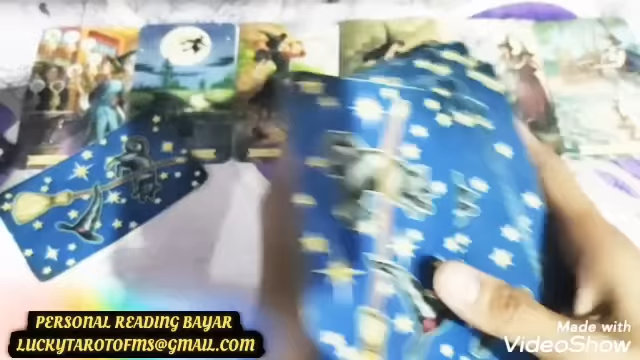 PERSONAL READING BAYAR
LUCKYTAROTOFMS@GMAIL.COM
Made with
VideoShow